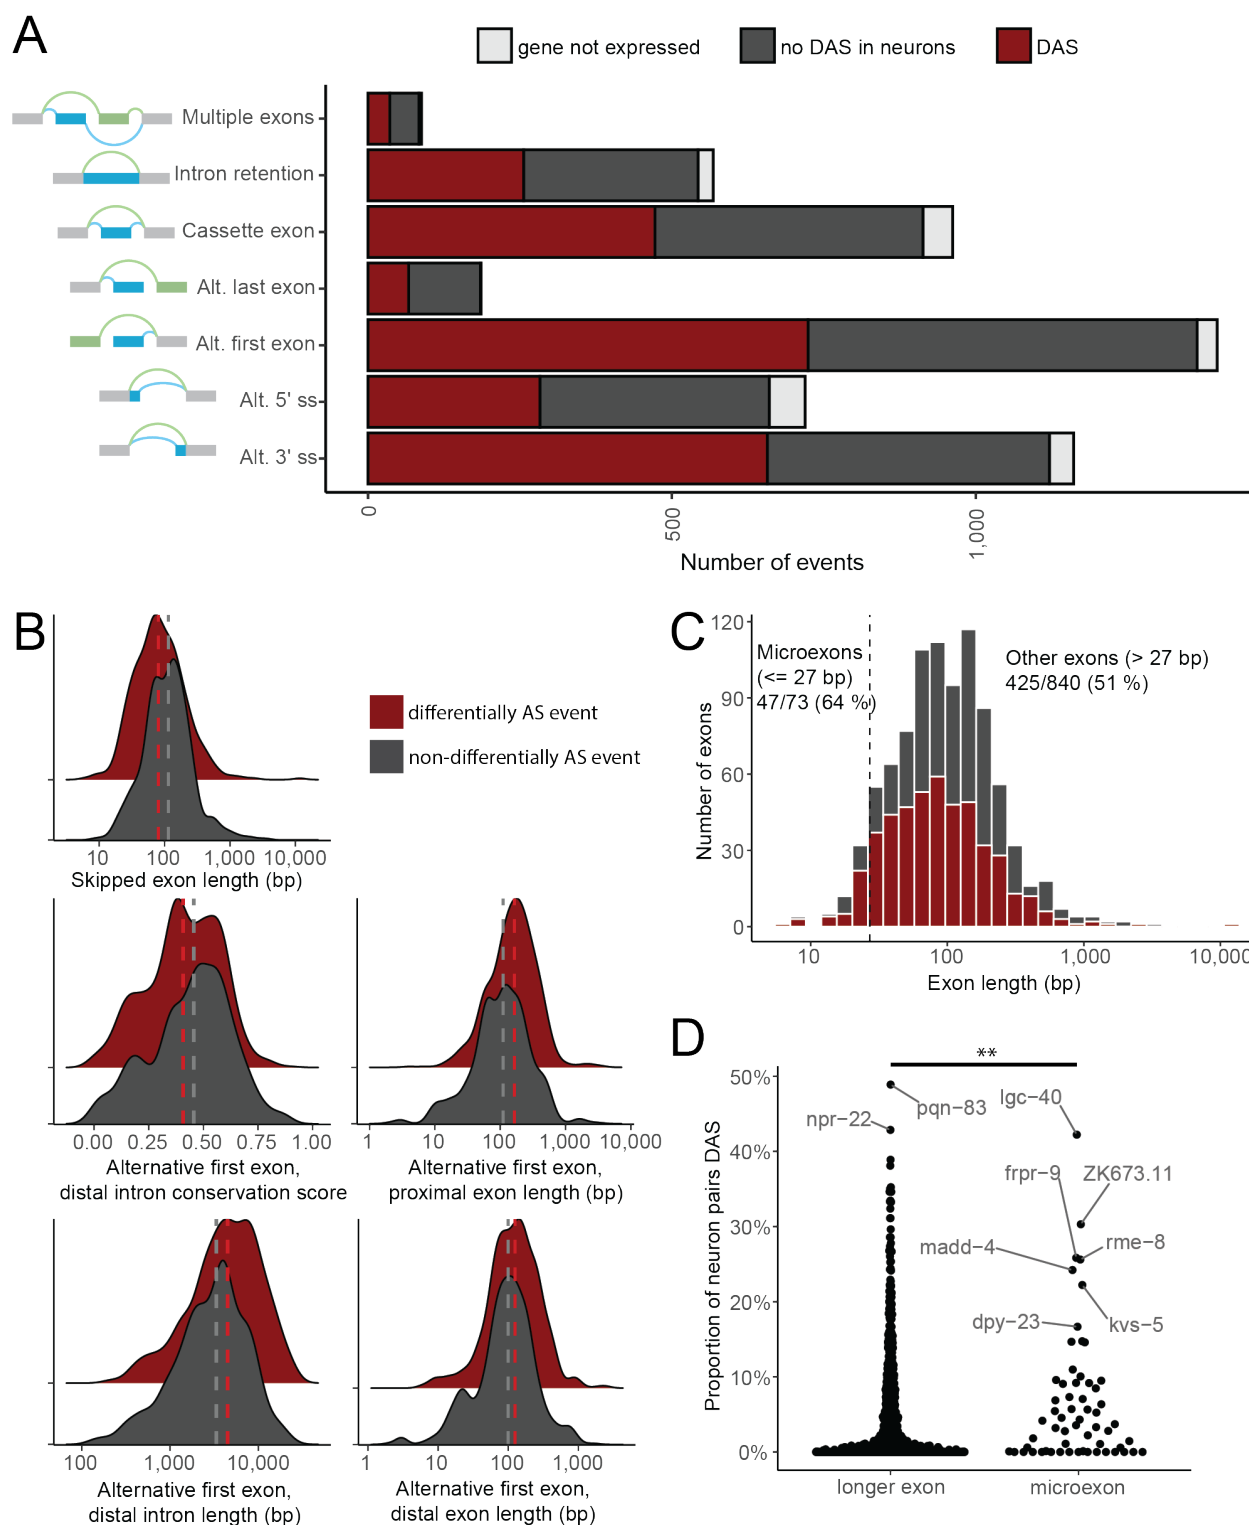 A
gene not expressed
no DAS in neurons
DAS
Multiple exons
Intron retention
Cassette exon
Alt. last exon
Alt. first exon
Alt. 5' ss
Alt. 3' ss
0
500
1,000
Number of events
B
differentially AS event
non-differentially AS event
10
100
1,000
10,000
Skipped exon length (bp)
0.00
0.25
0.50
0.75
1.00
Alternative first exon,
distal intron conservation score
1
10
100
1,000
10,000
Alternative first exon,
proximal exon length (bp)
100
1,000
10,000
Alternative first exon,
distal intron length (bp)
1
10
100
1,000
Alternative first exon,
distal exon length (bp)
C
Number of exons
120
90
60
30
0
Microexons
(<= 27 bp)
47/73 (64 %)
Other exons (> 27 bp)
425/840 (51 %)
10
100
1,000
10,000
Exon length (bp)
D
Proportion of neuron pairs DAS
50%
40%
30%
20%
10%
0%
**
pqn−83
npr−22
lgc−40
frpr−9
ZK673.11
madd−4
rme−8
dpy−23
kvs−5
longer exon
microexon